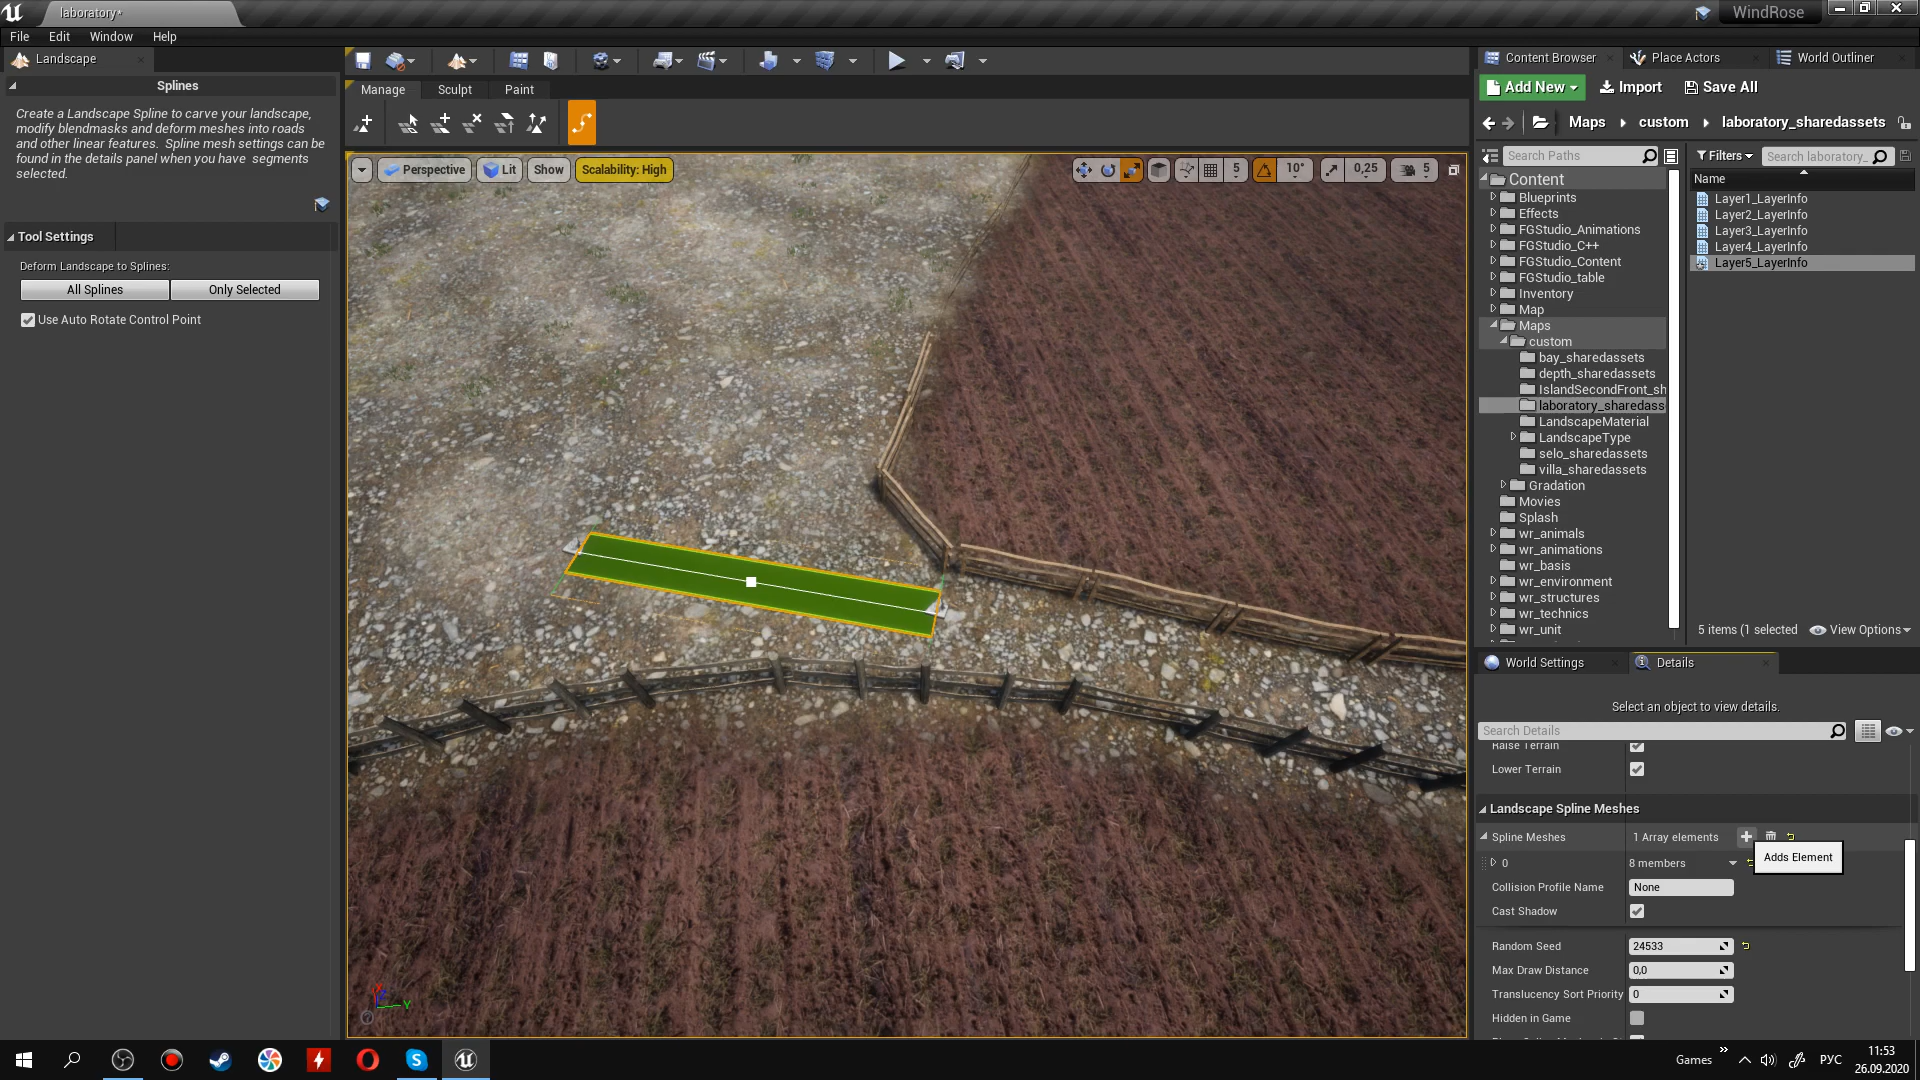 laboratory*
WindRose
File Edit Window Help
Landscape
Splines
Create a Landscape Spline to carve your landscape,
modify blendmasks and deform meshes into roads
and other linear features. Spline mesh settings can
be found in the details panel when you have segments
selected.
Tool Settings
Deform Landscape to Splines:
All Splines Only Selected
Use Auto Rotate Control Point
Manage Sculpt Paint
Perspective Lit Show Scalability: High 5 10° 0,25 5
Content Browser Place Actors World Outliner
Add New Import Save All
Maps custom laboratory_sharedassets
Search Paths
Content
Blueprints
Effects
FGStudio_Animations
FGStudio_C++
FGStudio_Content
FGStudio_table
Inventory
Map
Maps
custom
bay_sharedassets
depth_sharedassets
IslandSecondFront_sh
laboratory_sharedass
LandscapeMaterial
LandscapeType
selo_sharedassets
villa_sharedassets
Gradation
Movies
Splash
wr_animals
wr_animations
wr_basis
wr_environment
wr_structures
wr_technics
wr_unit
Filters Search laboratory_
Name
Layer1_LayerInfo
Layer2_LayerInfo
Layer3_LayerInfo
Layer4_LayerInfo
Layer5_LayerInfo
5 items (1 selected View Options
World Settings Details
Select an object to view details.
Search Details
Raise Terrain
Lower Terrain
Landscape Spline Meshes
Spline Meshes 1 Array elements
Adds Element
0 8 members
Collision Profile Name None
Cast Shadow
Random Seed 24533
Max Draw Distance 0,0
Translucency Sort Priority 0
Hidden in Game
X Y
Games РУС 11:53
26.09.2020